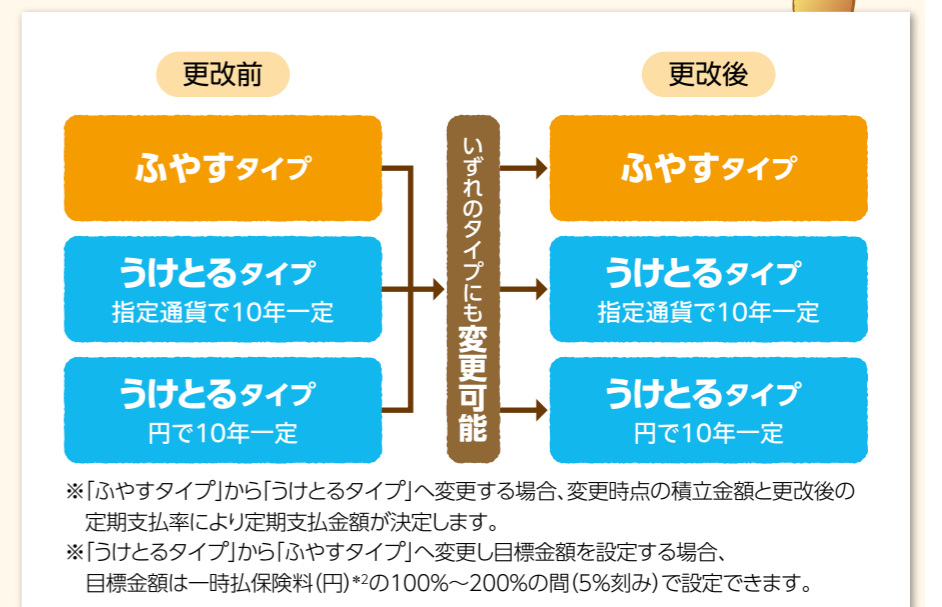 更改前
更改後
ふやすタイプ
うけとるタイプ
指定通貨で10年一定
うけとるタイプ
円で10年一定
いずれのタイプにも変更可能
ふやすタイプ
うけとるタイプ
指定通貨で10年一定
うけとるタイプ
円で10年一定
※「ふやすタイプ」から「うけとるタイプ」へ変更する場合、変更時点の積立金額と更改後の
定期支払率により定期支払金額が決定します。
※「うけとるタイプ」から「ふやすタイプ」へ変更し目標金額を設定する場合、
目標金額は一時払保険料(円)*2の100%〜200%の間(5%刻み)で設定できます。